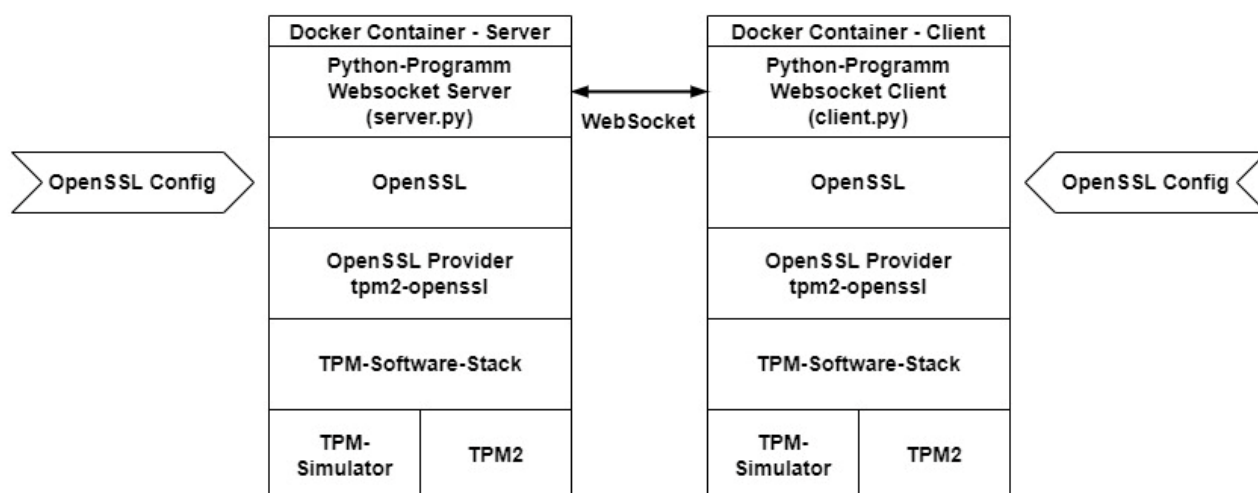 Docker Container - Server
Python-Programm
Websocket Server
(server.py)
OpenSSL Config
OpenSSL
OpenSSL Provider
tpm2-openssl
TPM-Software-Stack
TPM-
Simulator
TPM2
WebSocket
Docker Container - Client
Python-Programm
Websocket Client
(client.py)
OpenSSL
OpenSSL Config
OpenSSL Provider
tpm2-openssl
TPM-Software-Stack
TPM-
Simulator
TPM2